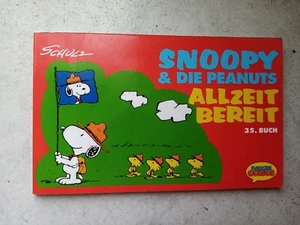 SCHULZ
SNOOPY
& DIE PEANUTS
ALLZEIT
BEREIT
35. BUCH